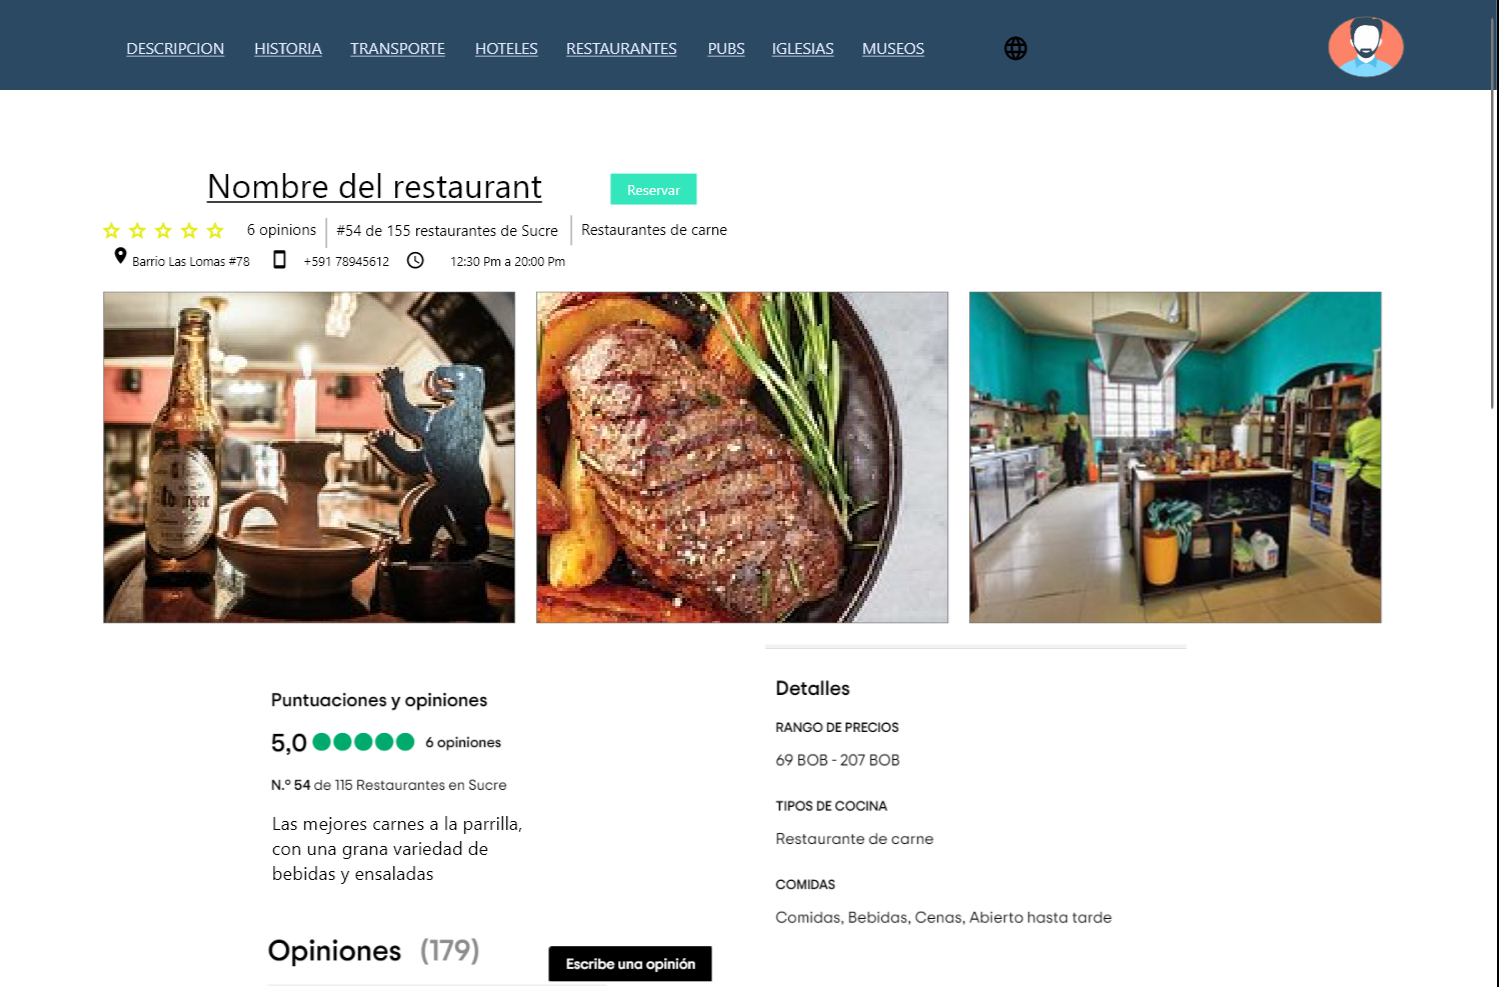 DESCRIPCION HISTORIA TRANSPORTE HOTELES RESTAURANTES PUBS IGLESIAS MUSEOS
Nombre del restaurant Reservar
6 opinions #54 de 155 restaurantes de Sucre Restaurantes de carne
Barrio Las Lomas #78 +591 78945612 12:30 Pm a 20:00 Pm
Puntuaciones y opiniones
5,0 6 opiniones
N.º 54 de 115 Restaurantes en Sucre
Las mejores carnes a la parrilla,
con una grana variedad de
bebidas y ensaladas
Opiniones (179)
Escribe una opinión
Detalles
RANGO DE PRECIOS
69 BOB - 207 BOB
TIPOS DE COCINA
Restaurante de carne
COMIDAS
Comidas, Bebidas, Cenas, Abierto hasta tarde